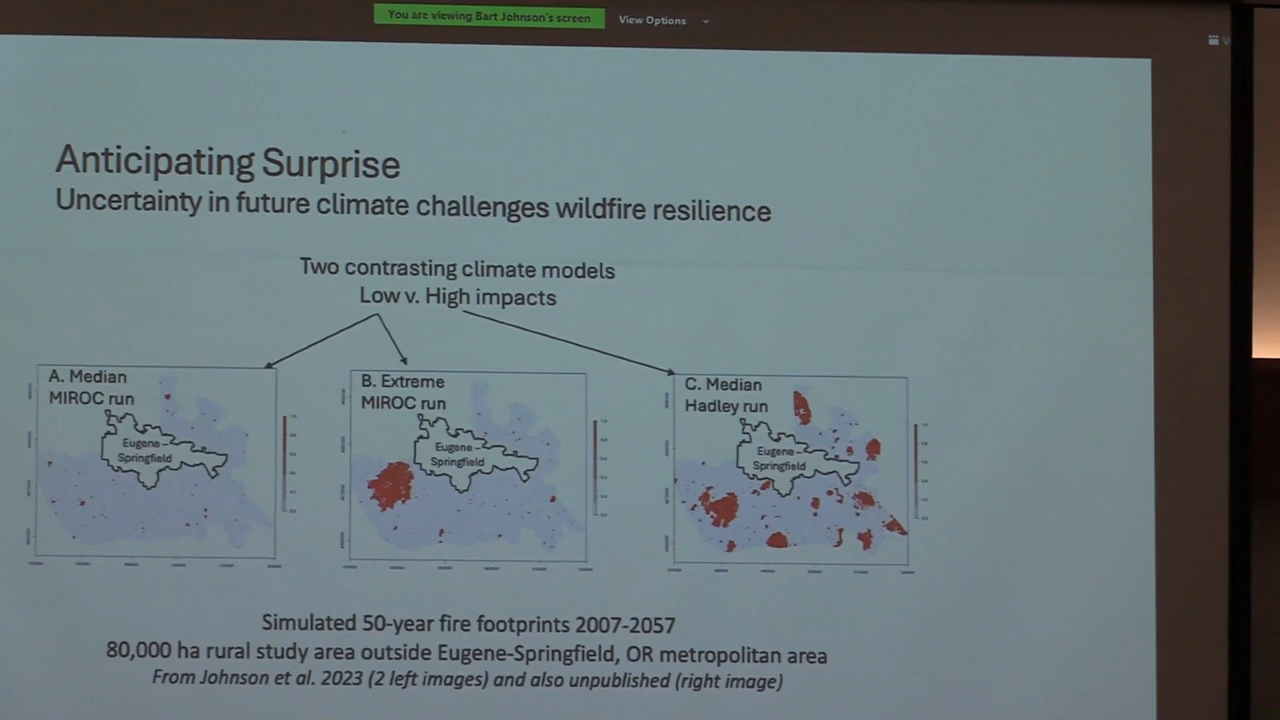 You are viewing Bart Johnson's screen
View Options
Anticipating Surprise
Uncertainty in future climate challenges wildfire resilience
Two contrasting climate models
Low v. High impacts
A. Median
MIROC run
Eugene-
Springfield
B. Extreme
MIROC run
Eugene-
Springfield
C. Median
Hadley run
Eugene-
Springfield
Simulated 50-year fire footprints 2007-2057
80,000 ha rural study area outside Eugene-Springfield, OR metropolitan area
From Johnson et al. 2023 (2 left images) and also unpublished (right image)